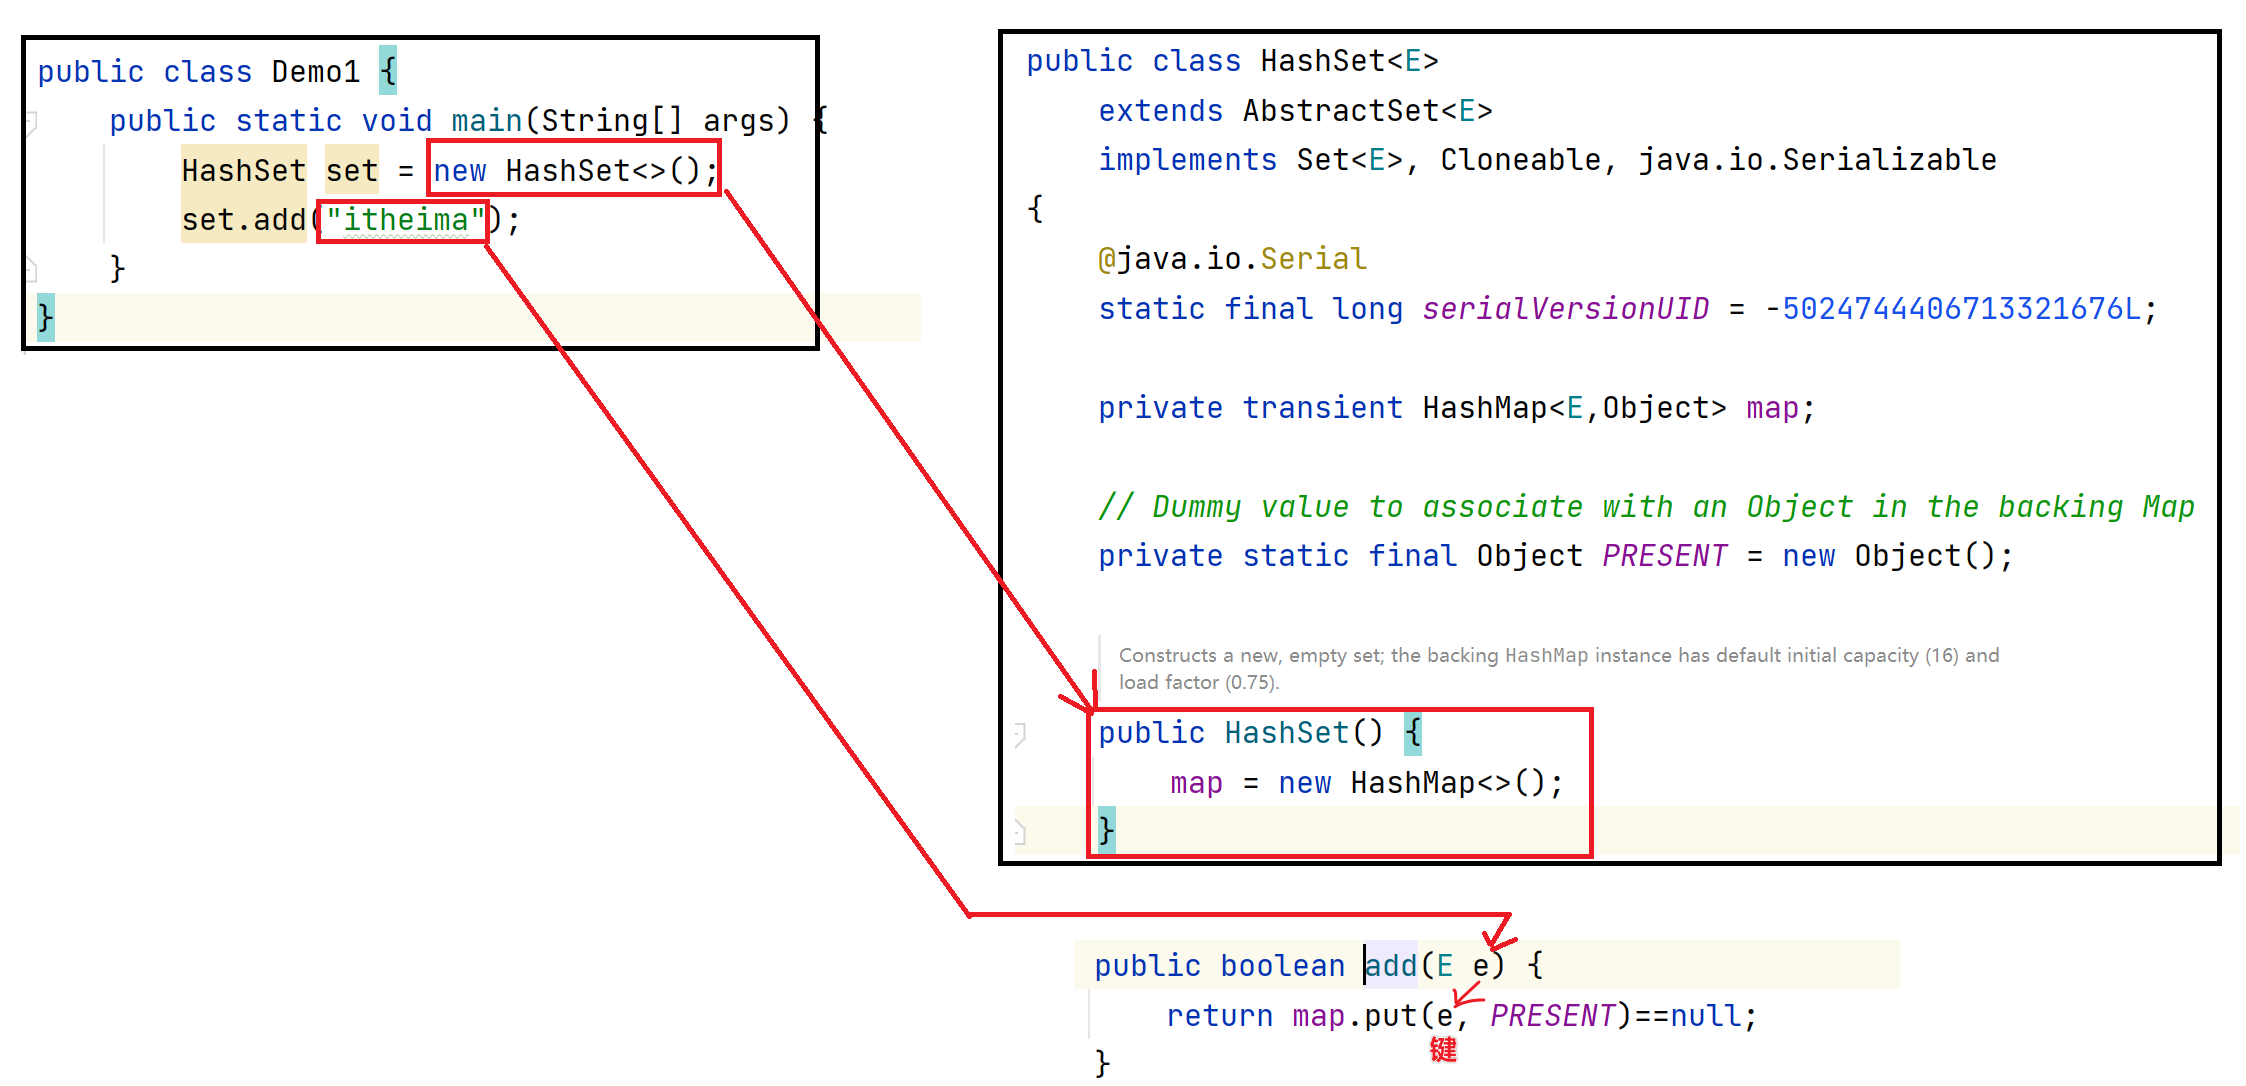 public class Demo1 {
    public static void main(String[] args) {
        HashSet set = new HashSet<>();
        set.add("itheima");
    }
}
public class HashSet<E>
    extends AbstractSet<E>
    implements Set<E>, Cloneable, java.io.Serializable
{
    @java.io.Serial
    static final long serialVersionUID = -5024744406713321676L;
    private transient HashMap<E,Object> map;
    // Dummy value to associate with an Object in the backing Map
    private static final Object PRESENT = new Object();
    Constructs a new, empty set; the backing HashMap instance has default initial capacity (16) and
    load factor (0.75).
    public HashSet() {
        map = new HashMap<>();
    }
public boolean add(E e) {
    return map.put(e, PRESENT)==null;
键
}